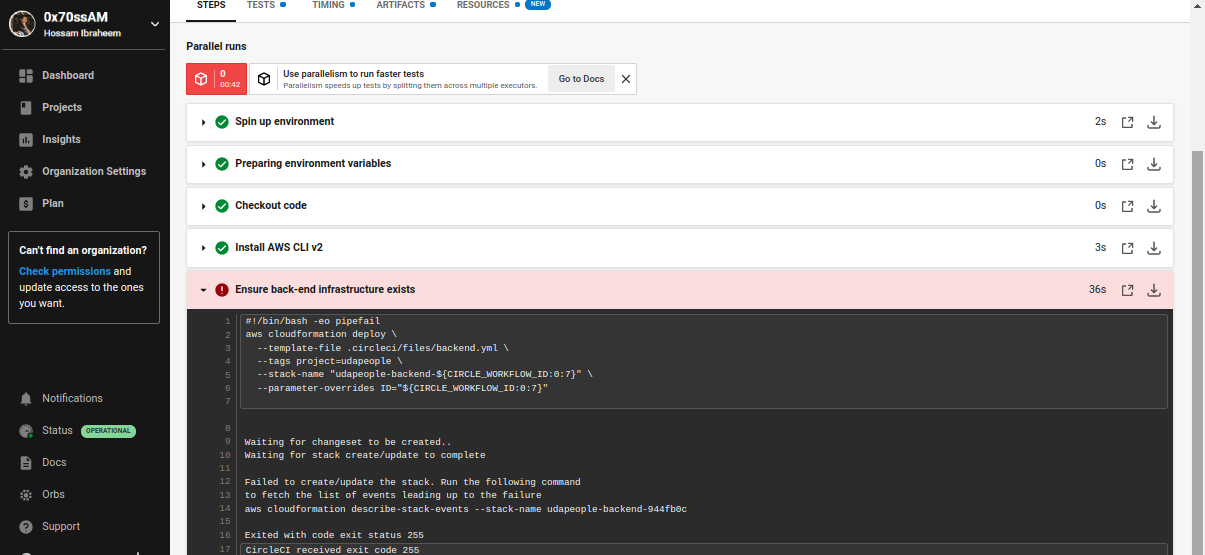 0x70ssAM
Hossam Ibraheem
Dashboard
Projects
Insights
Organization Settings
Plan
Can't find an organization?
Check permissions and
update access to the ones
you want.
Notifications
Status OPERATIONAL
Docs
Orbs
Support
STEPS TESTS TIMING ARTIFACTS RESOURCES NEW
Parallel runs
0
00:42
Use parallelism to run faster tests
Parallelism speeds up tests by splitting them across multiple executors.
Go to Docs
Spin up environment 2s
Preparing environment variables 0s
Checkout code 0s
Install AWS CLI v2 3s
Ensure back-end infrastructure exists 36s
1 #!/bin/bash -eo pipefail
2 aws cloudformation deploy \
3 --template-file .circleci/files/backend.yml \
4 --tags project=udapeople \
5 --stack-name "udapeople-backend-${CIRCLE_WORKFLOW_ID:0:7}" \
6 --parameter-overrides ID="${CIRCLE_WORKFLOW_ID:0:7}"
7
8
9 Waiting for changeset to be created..
10 Waiting for stack create/update to complete
11
12 Failed to create/update the stack. Run the following command
13 to fetch the list of events leading up to the failure
14 aws cloudformation describe-stack-events --stack-name udapeople-backend-944fb0c
15
16 Exited with code exit status 255
17 CircleCI received exit code 255